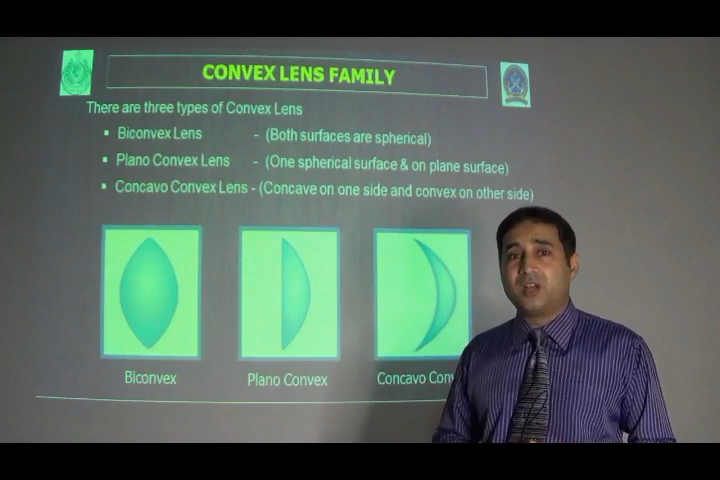 CONVEX LENS FAMILY
There are three types of Convex Lens
▪ Biconvex Lens - (Both surfaces are spherical)
▪ Plano Convex Lens - (One spherical surface & on plane surface)
▪ Concavo Convex Lens - (Concave on one side and convex on other side)
Biconvex Plano Convex Concavo Con